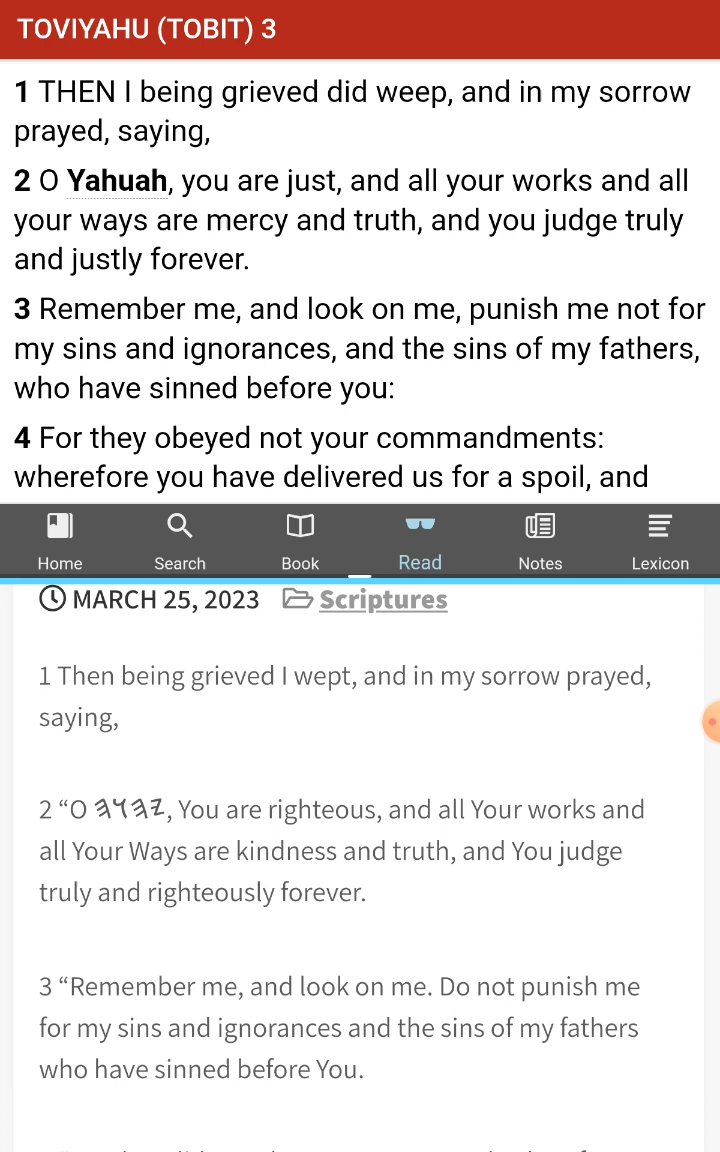 TOVIYAHU (TOBIT) 3
1 THEN I being grieved did weep, and in my sorrow
prayed, saying,
2 O Yahuah, you are just, and all your works and all
your ways are mercy and truth, and you judge truly
and justly forever.
3 Remember me, and look on me, punish me not for
my sins and ignorances, and the sins of my fathers,
who have sinned before you:
4 For they obeyed not your commandments:
wherefore you have delivered us for a spoil, and
Home Search Book Read Notes Lexicon
MARCH 25, 2023 Scriptures
1 Then being grieved I wept, and in my sorrow prayed,
saying,
2 “O 𐤉𐤄𐤅𐤄, You are righteous, and all Your works and
all Your Ways are kindness and truth, and You judge
truly and righteously forever.
3 “Remember me, and look on me. Do not punish me
for my sins and ignorances and the sins of my fathers
who have sinned before You.